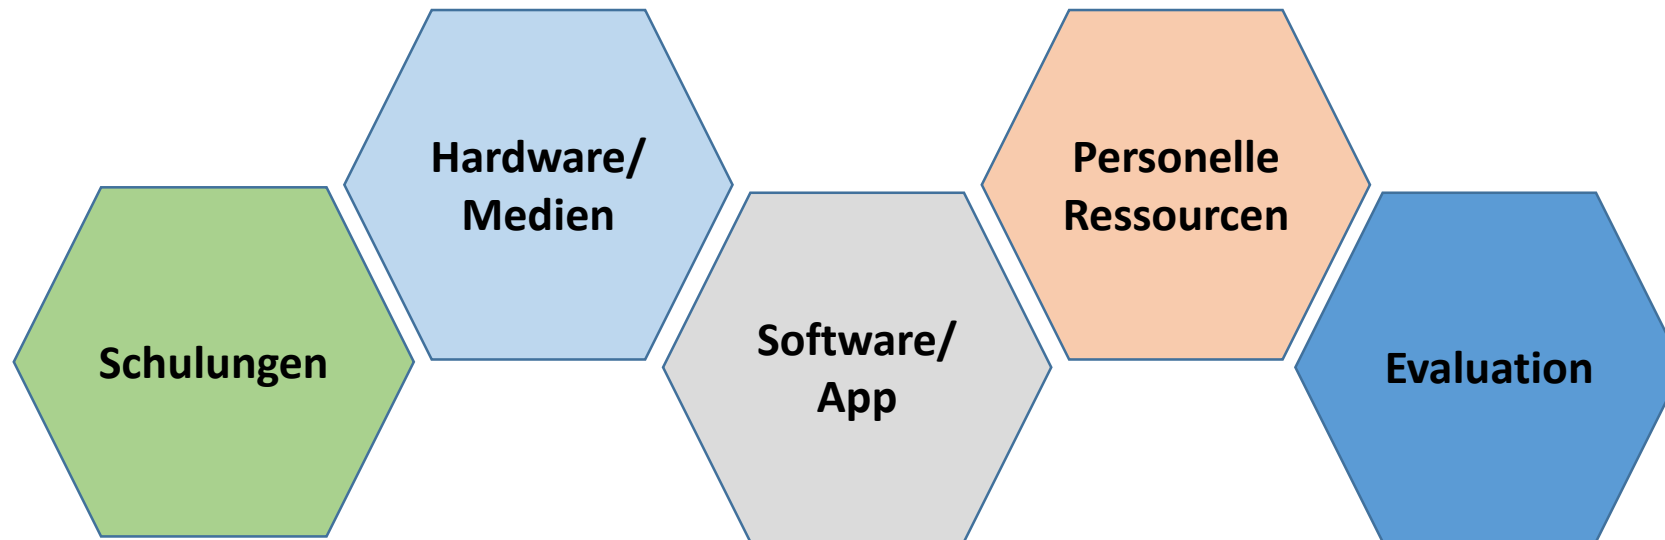 Schulungen
Hardware/
Medien
Software/
App
Personelle
Ressourcen
Evaluation